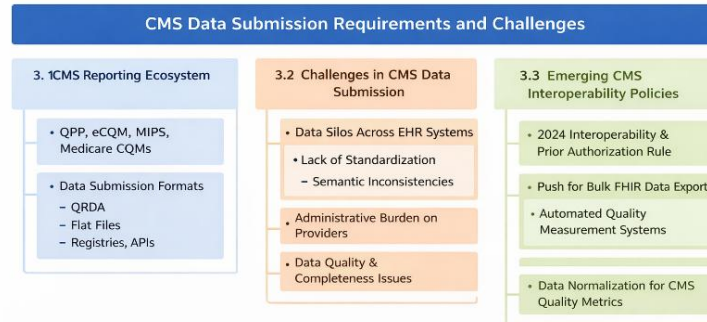 CMS Data Submission Requirements and Challenges
3. 1CMS Reporting Ecosystem
• QPP, eCQM, MIPS,
Medicare CQMs
• Data Submission Formats
– QRDA
– Flat Files
– Registries, APIs
3.2 Challenges in CMS Data
Submission
• Data Silos Across EHR Systems
• Lack of Standardization
– Semantic Inconsistencies
• Administrative Burden on
Providers
• Data Quality &
Completeness Issues
3.3 Emerging CMS
Interoperability Policies
• 2024 Interoperability &
Prior Authorization Rule
• Push for Bulk FHIR Data Export
• Automated Quality
Measurement Systems
• Data Normalization for CMS
Quality Metrics